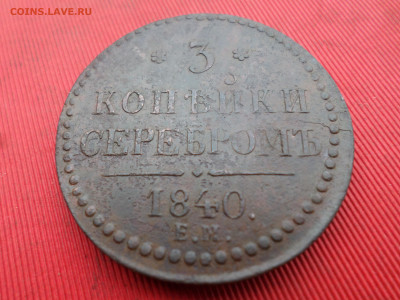 COINS.LAVE.RU
* 3 *
КОПѢЙКИ
СЕРЕБРОМЪ
1840.
Е.М.